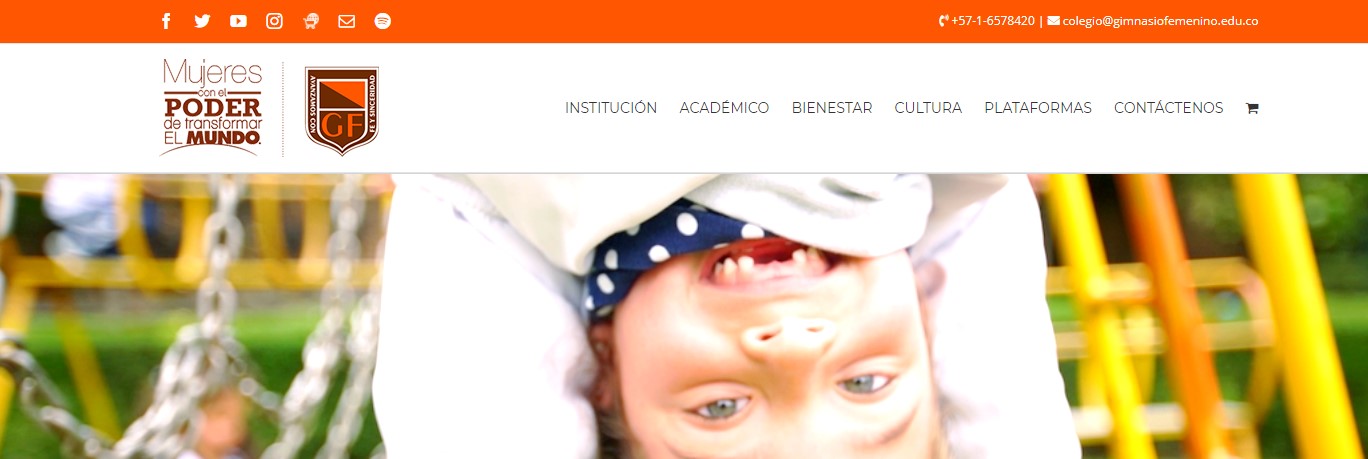 +57-1-6578420 | colegio@gimnasiofemenino.edu.co
Mujeres
con el
PODER
de transformar
EL MUNDO.
AVANZAMOS CON
FE Y SINCERIDAD
GF
INSTITUCIÓN ACADÉMICO BIENESTAR CULTURA PLATAFORMAS CONTÁCTENOS